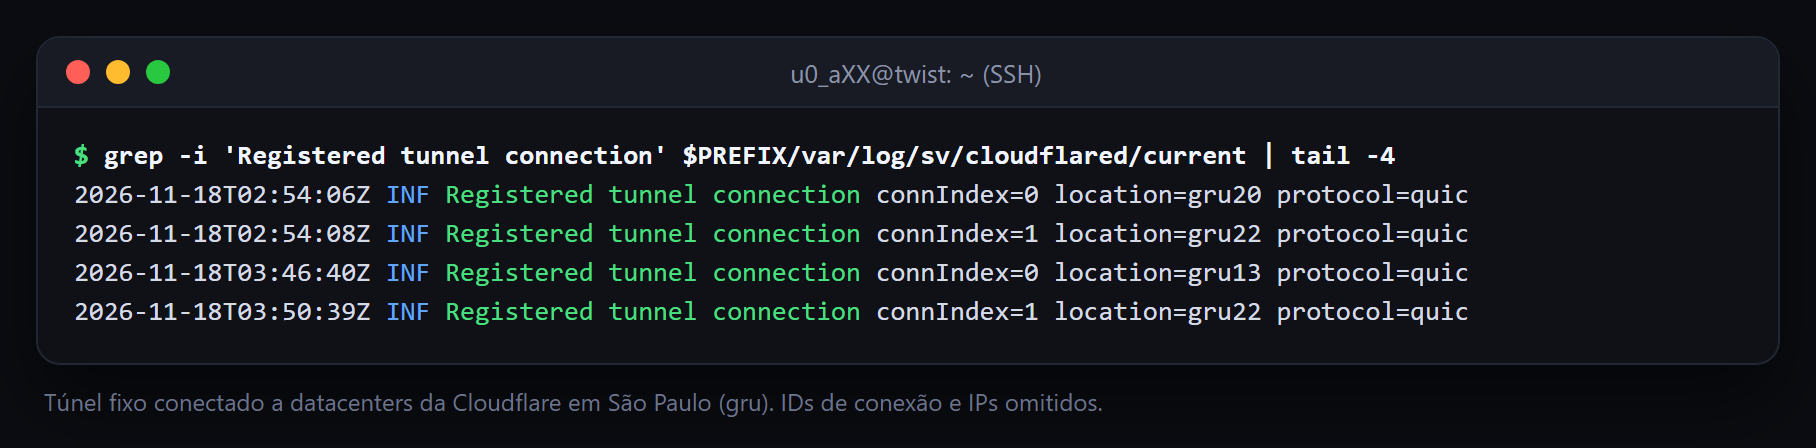 u0_aXX@twist: ~ (SSH)
$ grep -i 'Registered tunnel connection' $PREFIX/var/log/sv/cloudflared/current | tail -4
2026-11-18T02:54:06Z INF Registered tunnel connection connIndex=0 location=gru20 protocol=quic
2026-11-18T02:54:08Z INF Registered tunnel connection connIndex=1 location=gru22 protocol=quic
2026-11-18T03:46:40Z INF Registered tunnel connection connIndex=0 location=gru13 protocol=quic
2026-11-18T03:50:39Z INF Registered tunnel connection connIndex=1 location=gru22 protocol=quic
Túnel fixo conectado a datacenters da Cloudflare em São Paulo (gru). IDs de conexão e IPs omitidos.